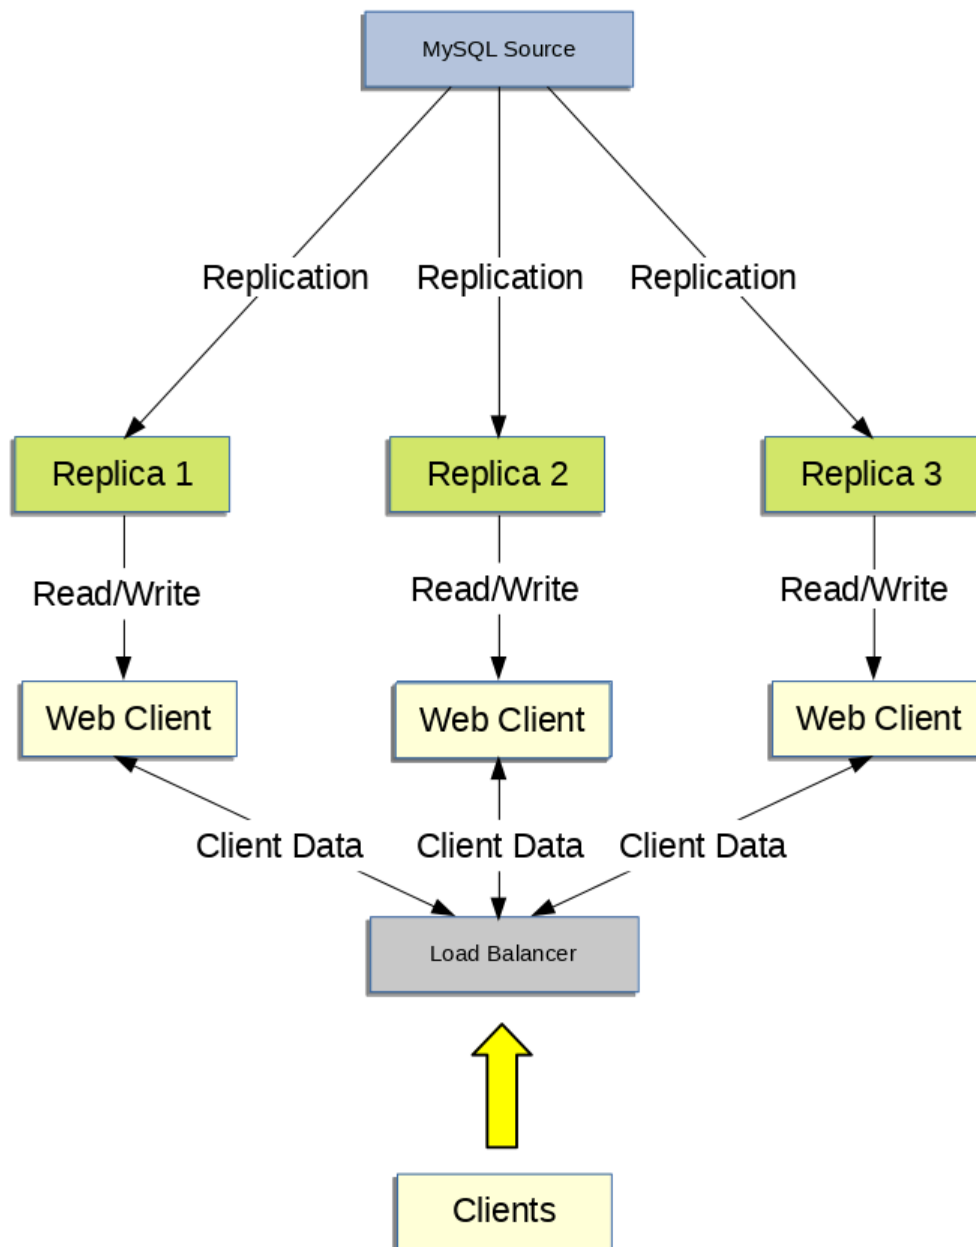 MySQL Source
Replication Replication Replication
Replica 1 Replica 2 Replica 3
Read/Write Read/Write Read/Write
Web Client Web Client Web Client
Client Data Client Data Client Data
Load Balancer
Clients